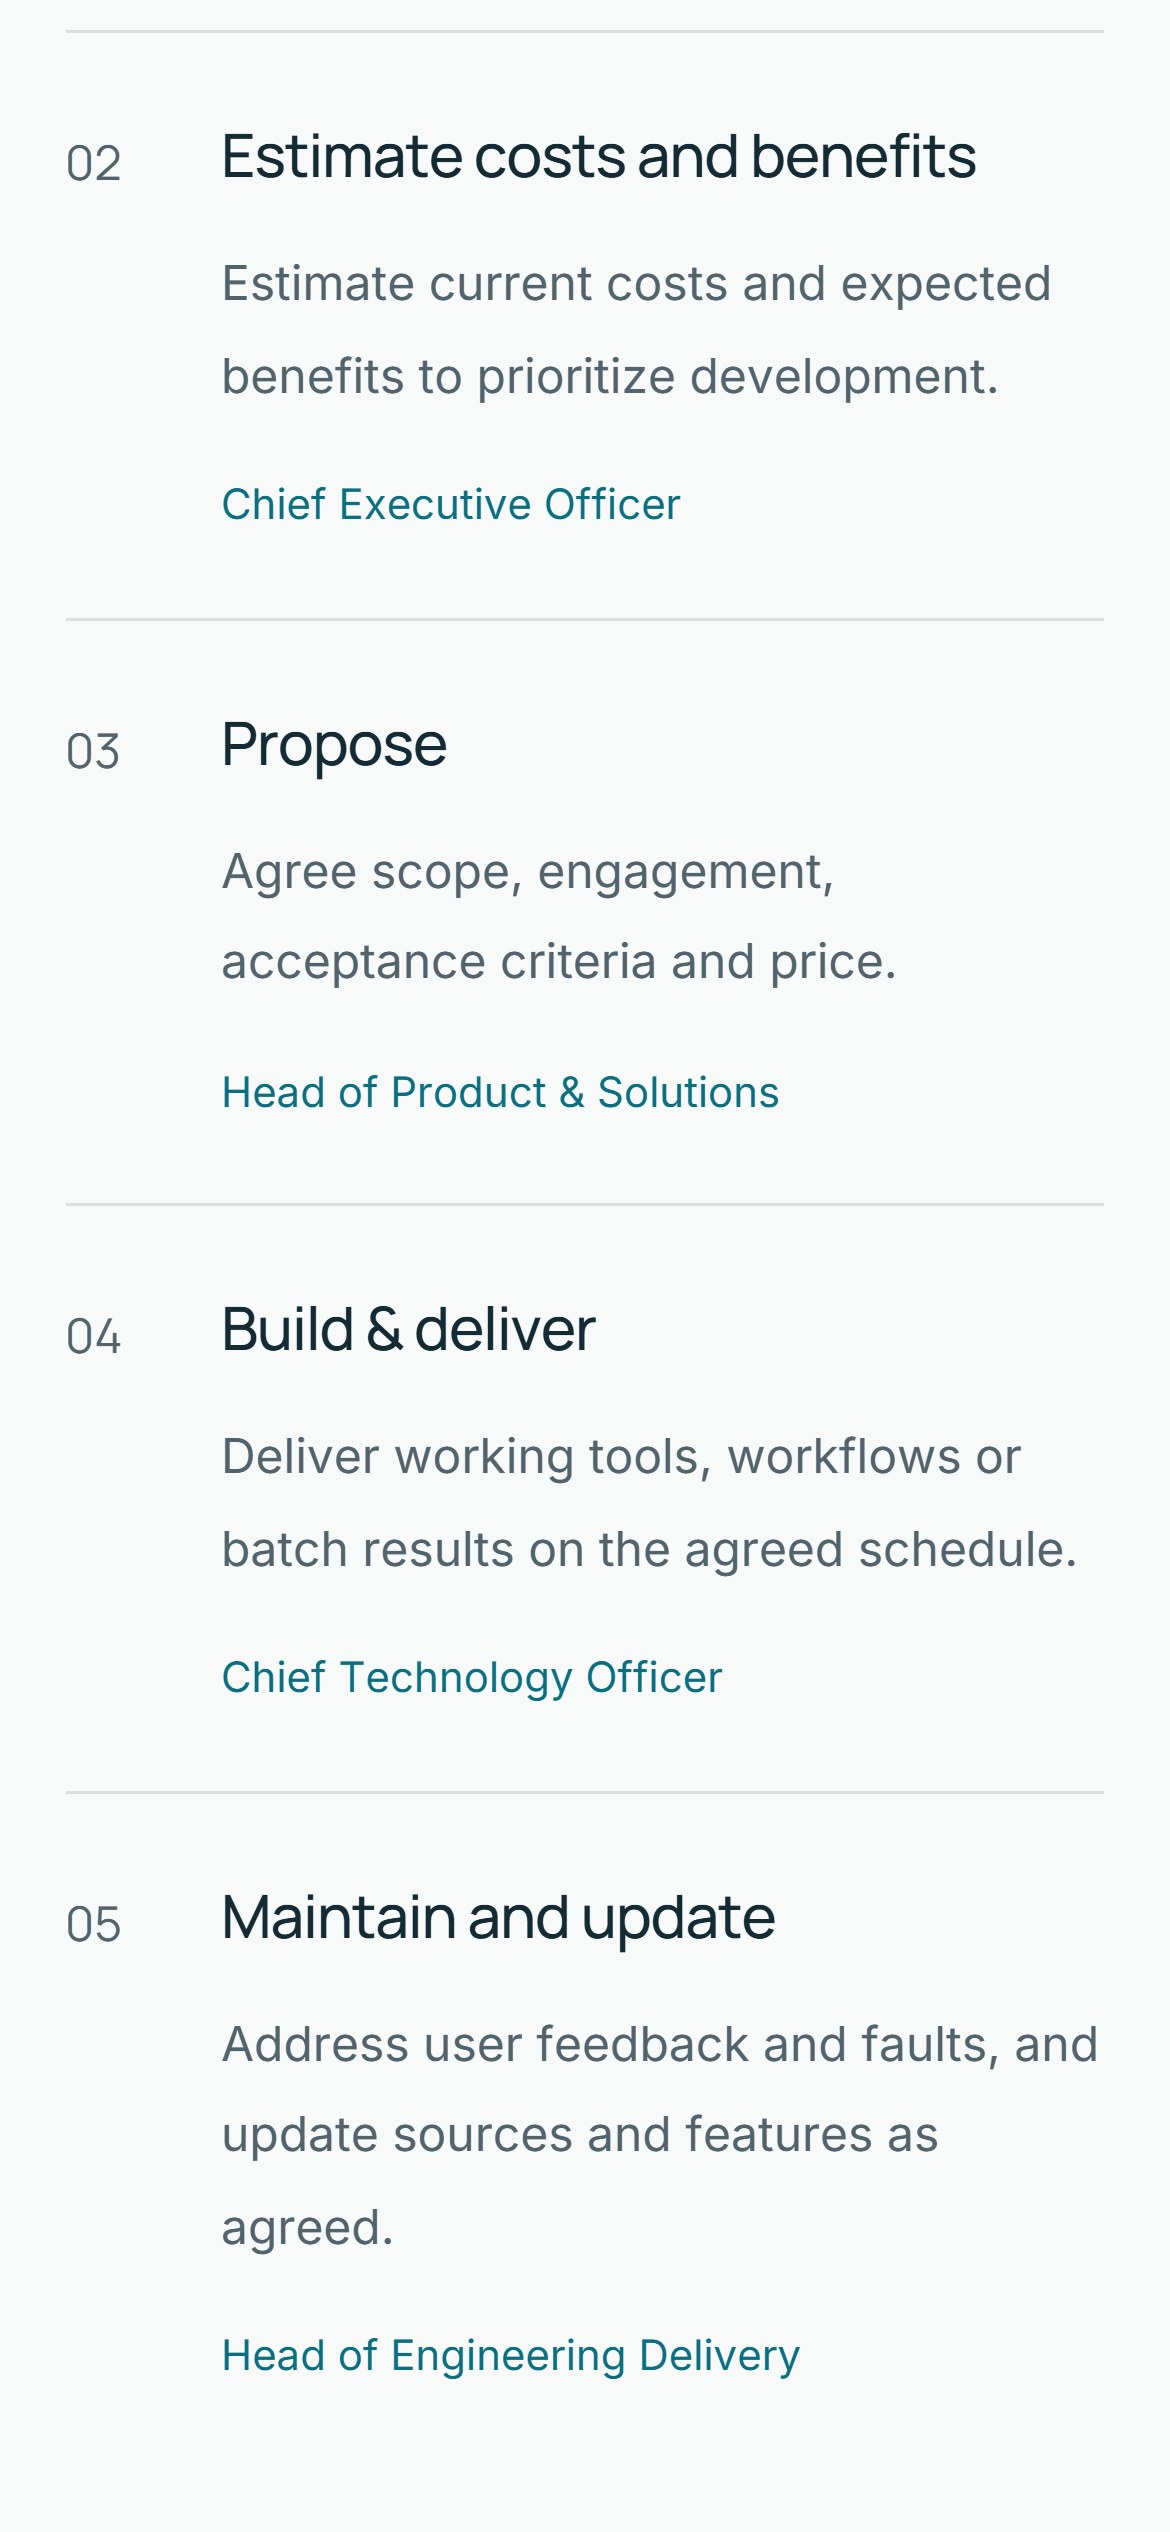 02
Estimate costs and benefits
Estimate current costs and expected
benefits to prioritize development.
Chief Executive Officer
03
Propose
Agree scope, engagement,
acceptance criteria and price.
Head of Product & Solutions
04
Build & deliver
Deliver working tools, workflows or
batch results on the agreed schedule.
Chief Technology Officer
05
Maintain and update
Address user feedback and faults, and
update sources and features as
agreed.
Head of Engineering Delivery